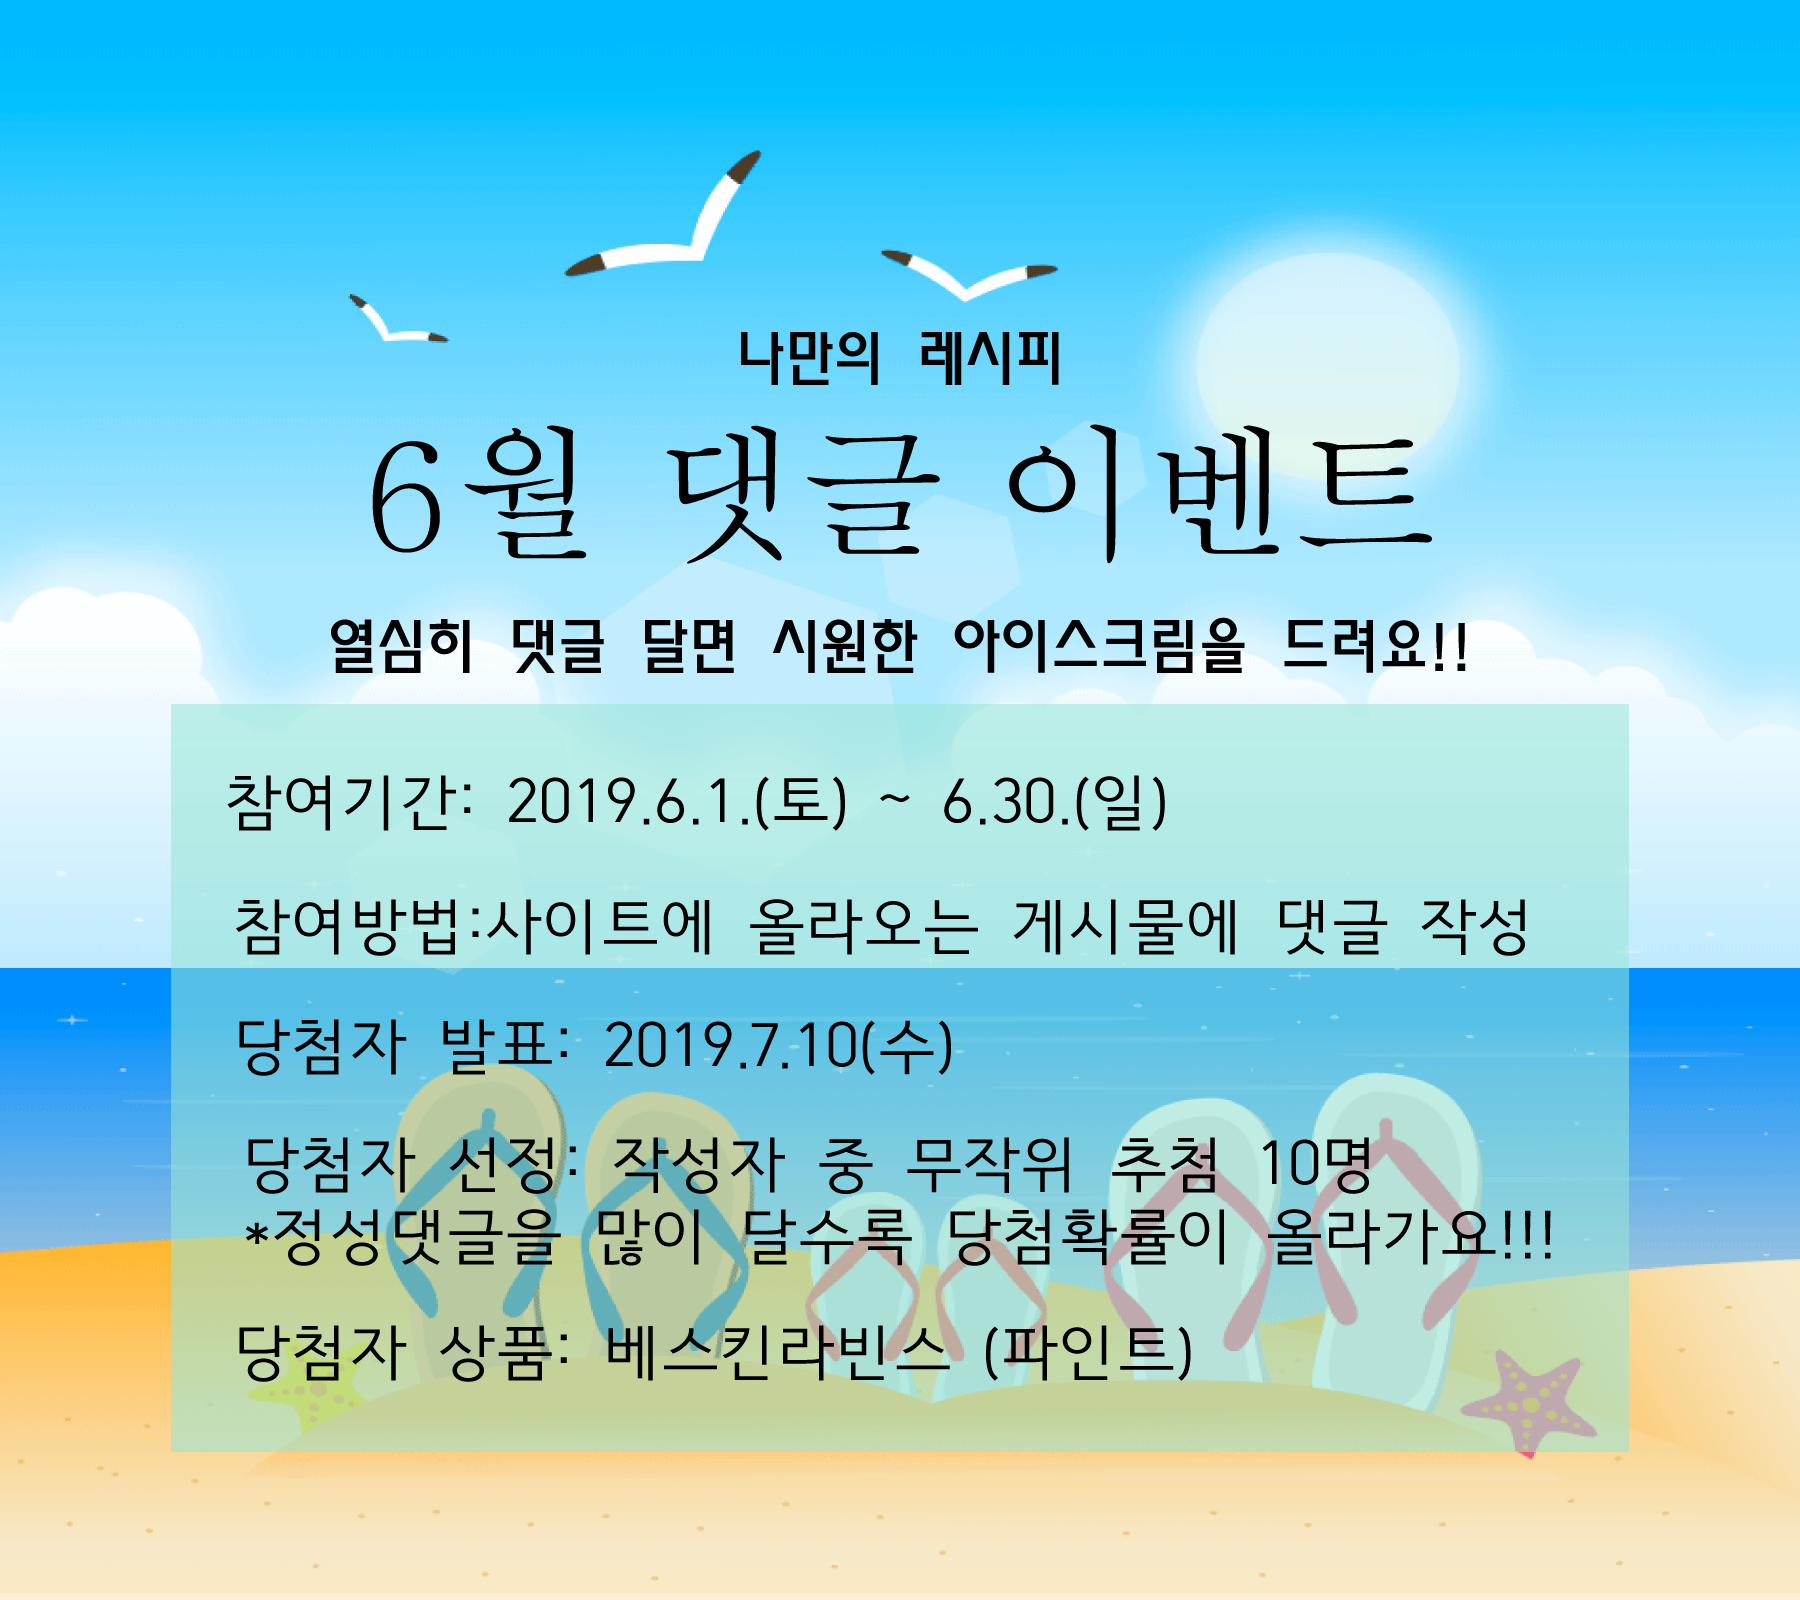 나만의 레시피
6월 댓글 이벤트
열심히 댓글 달면 시원한 아이스크림을 드려요!!
참여기간: 2019.6.1.(토) ~ 6.30.(일)
참여방법:사이트에 올라오는 게시물에 댓글 작성
당첨자 발표: 2019.7.10(수)
당첨자 선정: 작성자 중 무작위 추첨 10명
*정성댓글을 많이 달수록 당첨확률이 올라가요!!!
당첨자 상품: 베스킨라빈스 (파인트)